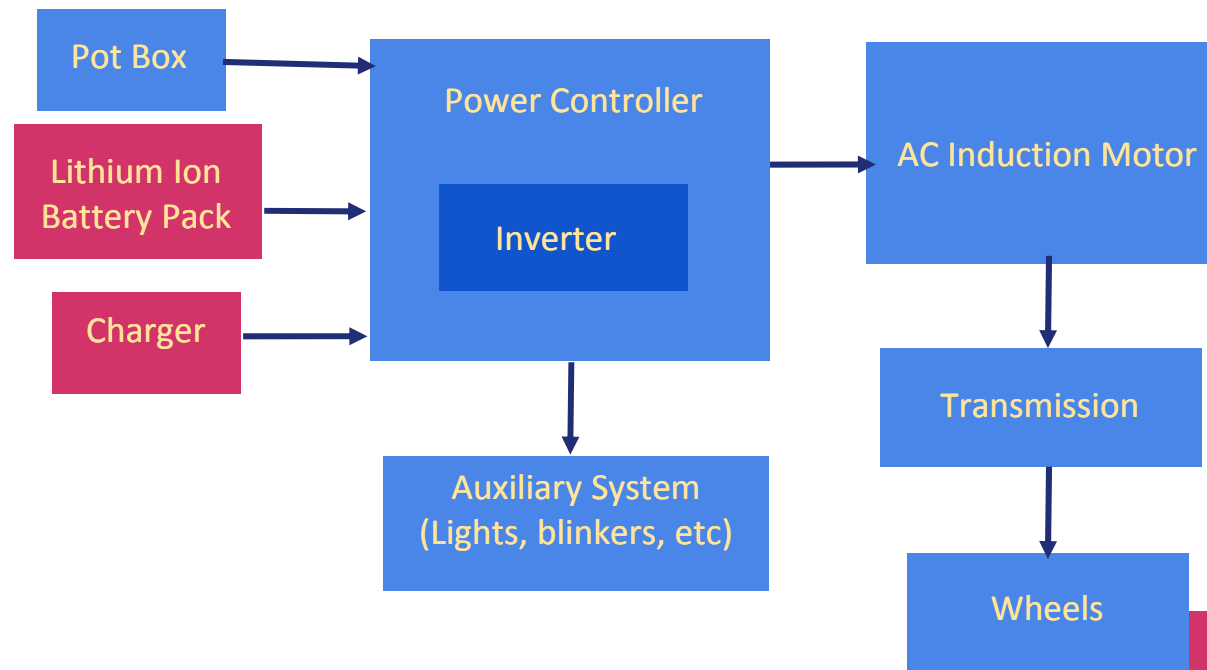 Pot Box
Power Controller
AC Induction Motor
Lithium Ion
Battery Pack
Inverter
Charger
Transmission
Auxiliary System
(Lights, blinkers, etc)
Wheels